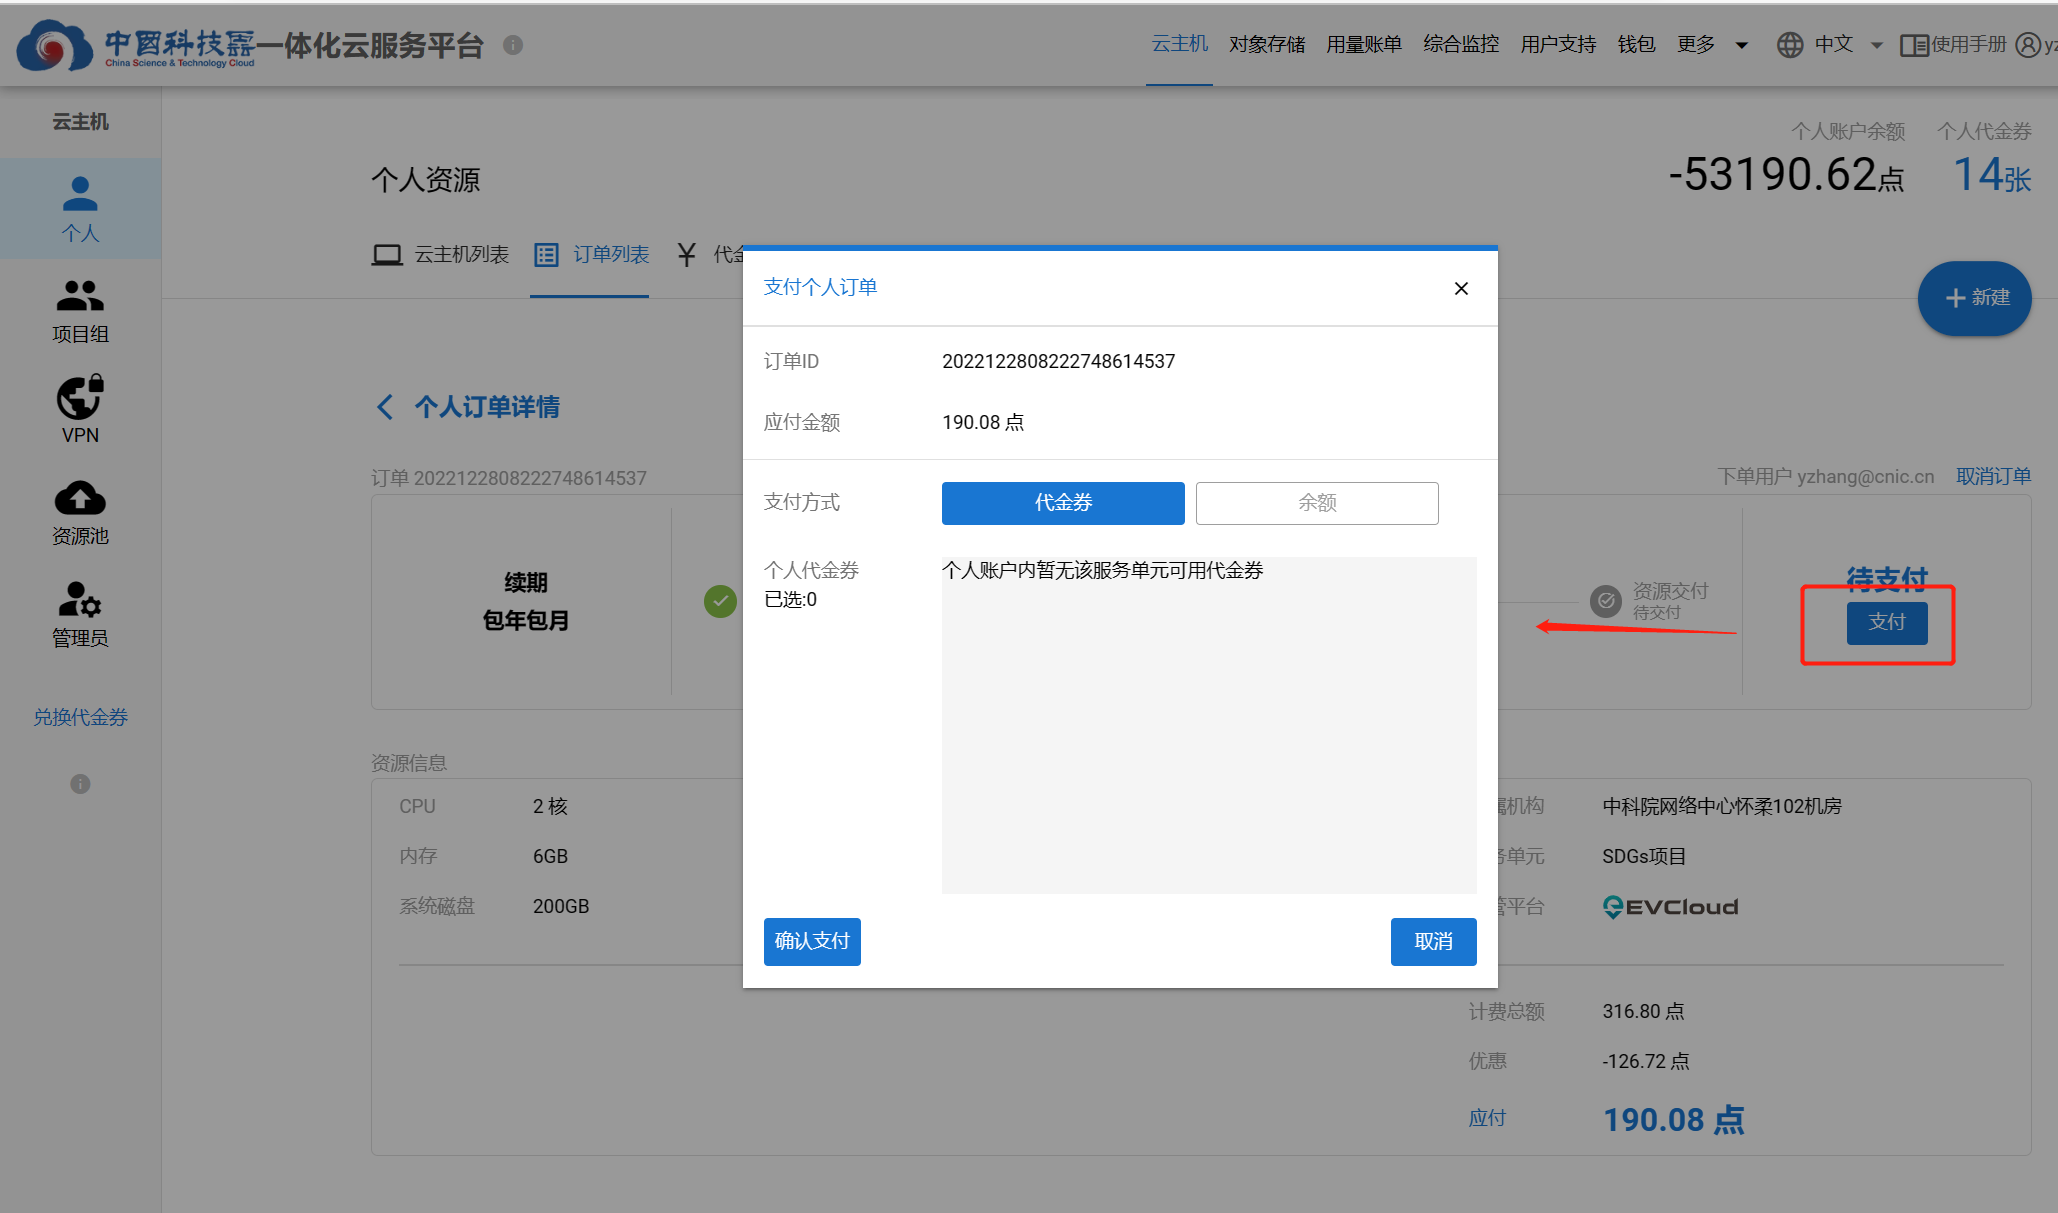 中国科技云一体化云服务平台
China Science & Technology Cloud
云主机 对象存储 用量账单 综合监控 用户支持 钱包 更多 中文 使用手册 yz
云主机
个人
项目组
VPN
资源池
管理员
兑换代金券
个人账户余额 个人代金券
-53190.62点 14张
个人资源
云主机列表 订单列表 ¥ 代金
新建
个人订单详情
订单 2022122808222748614537
下单用户 yzhang@cnic.cn 取消订单
续期
包年包月
资源交付
待交付
待支付
支付
支付个人订单
订单ID 2022122808222748614537
应付金额 190.08 点
支付方式 代金券 余额
个人代金券
已选:0
个人账户内暂无该服务单元可用代金券
确认支付 取消
资源信息
CPU 2 核
内存 6GB
系统磁盘 200GB
属机构 中科院网络中心怀柔102机房
务单元 SDGs项目
管平台 EVCloud
计费总额 316.80 点
优惠 -126.72 点
应付 190.08 点